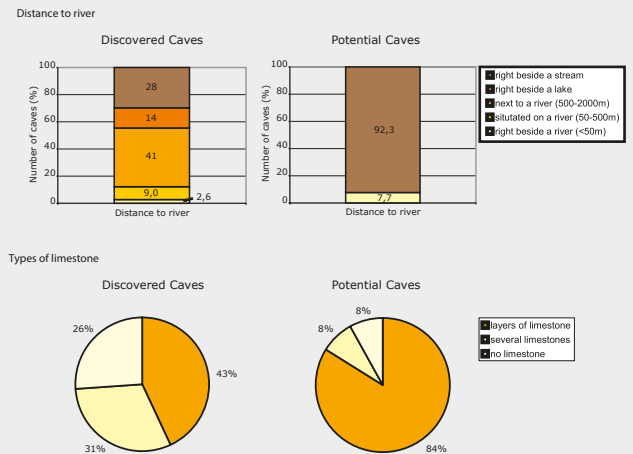 Distance to river
Discovered Caves
Number of caves (%)
100
80
60
40
20
0
28
14
41
9,0
2,6
Distance to river
Potential Caves
Number of caves (%)
100
80
60
40
20
0
92,3
7,7
Distance to river
right beside a stream
right beside a lake
next to a river (500-2000m)
situtated on a river (50-500m)
right beside a river (<50m)
Types of limestone
Discovered Caves
26%
43%
31%
Potential Caves
8%
8%
84%
layers of limestone
several limestones
no limestone